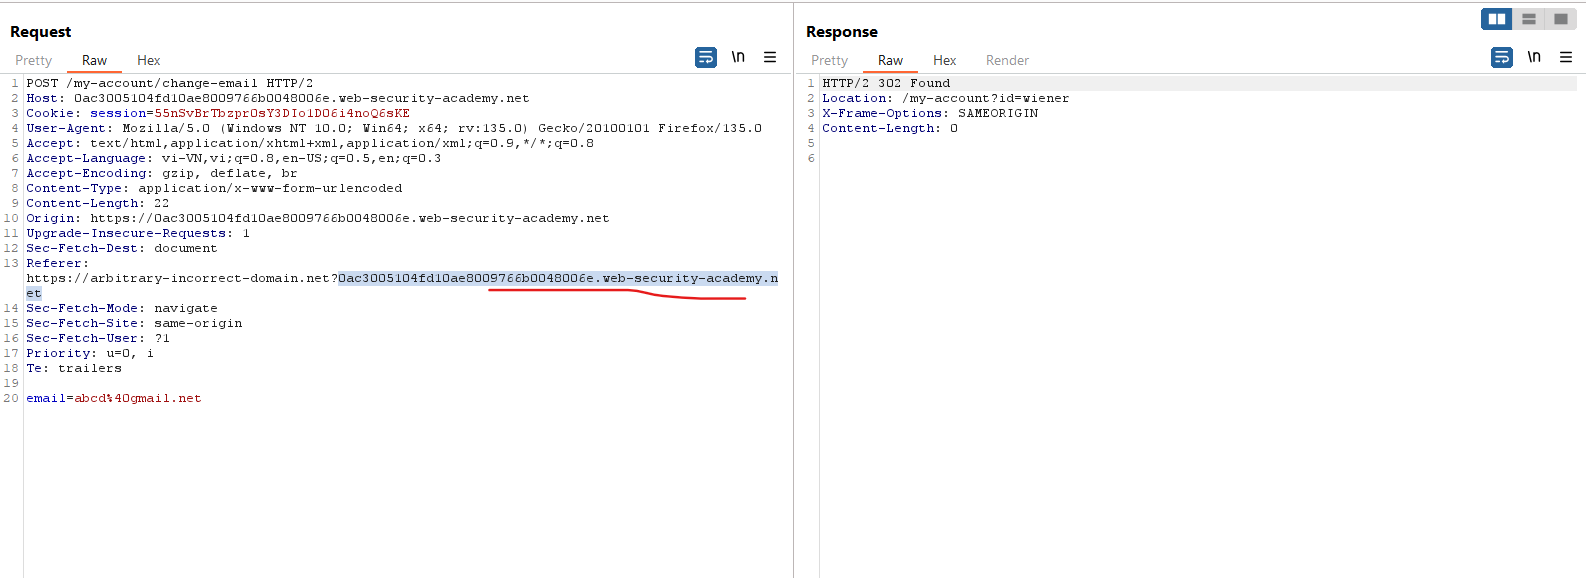 Request
Pretty Raw Hex
\n
1 POST /my-account/change-email HTTP/2
2 Host: 0ac3005104fd10ae8009766b0048006e.web-security-academy.net
3 Cookie: session=55nSvBrTbzprOsY3DIo1D06i4noQ6sKE
4 User-Agent: Mozilla/5.0 (Windows NT 10.0; Win64; x64; rv:135.0) Gecko/20100101 Firefox/135.0
5 Accept: text/html,application/xhtml+xml,application/xml;q=0.9,*/*;q=0.8
6 Accept-Language: vi-VN,vi;q=0.8,en-US;q=0.5,en;q=0.3
7 Accept-Encoding: gzip, deflate, br
8 Content-Type: application/x-www-form-urlencoded
9 Content-Length: 22
10 Origin: https://0ac3005104fd10ae8009766b0048006e.web-security-academy.net
11 Upgrade-Insecure-Requests: 1
12 Sec-Fetch-Dest: document
13 Referer:
https://arbitrary-incorrect-domain.net?0ac3005104fd10ae8009766b0048006e.web-security-academy.n
et
14 Sec-Fetch-Mode: navigate
15 Sec-Fetch-Site: same-origin
16 Sec-Fetch-User: ?1
17 Priority: u=0, i
18 Te: trailers
19
20 email=abcd%40gmail.net
Response
Pretty Raw Hex Render
\n
1 HTTP/2 302 Found
2 Location: /my-account?id=wiener
3 X-Frame-Options: SAMEORIGIN
4 Content-Length: 0
5
6